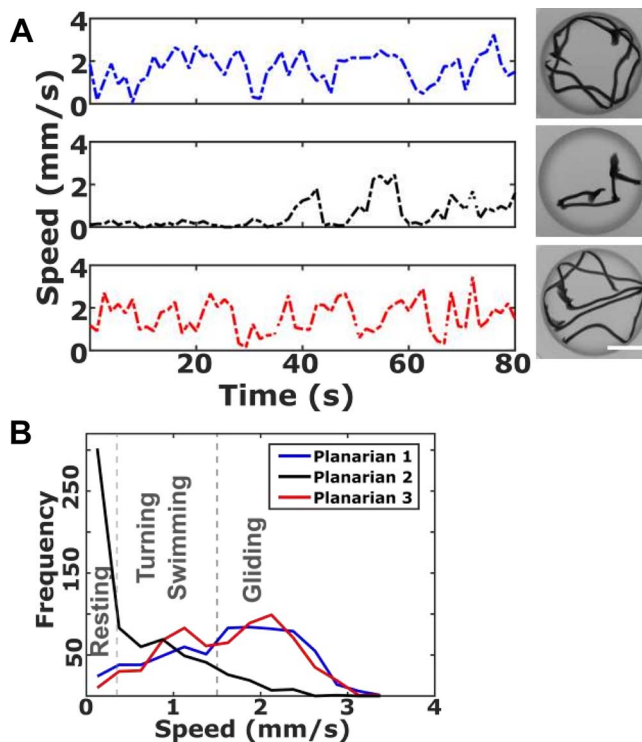 A
Speed (mm/s)
4
2
0
4
2
0
4
2
0
20
40
60
80
Time (s)
B
Frequency
250
150
50
Resting
Turning
Swimming
Gliding
Planarian 1
Planarian 2
Planarian 3
0
1
2
3
4
Speed (mm/s)